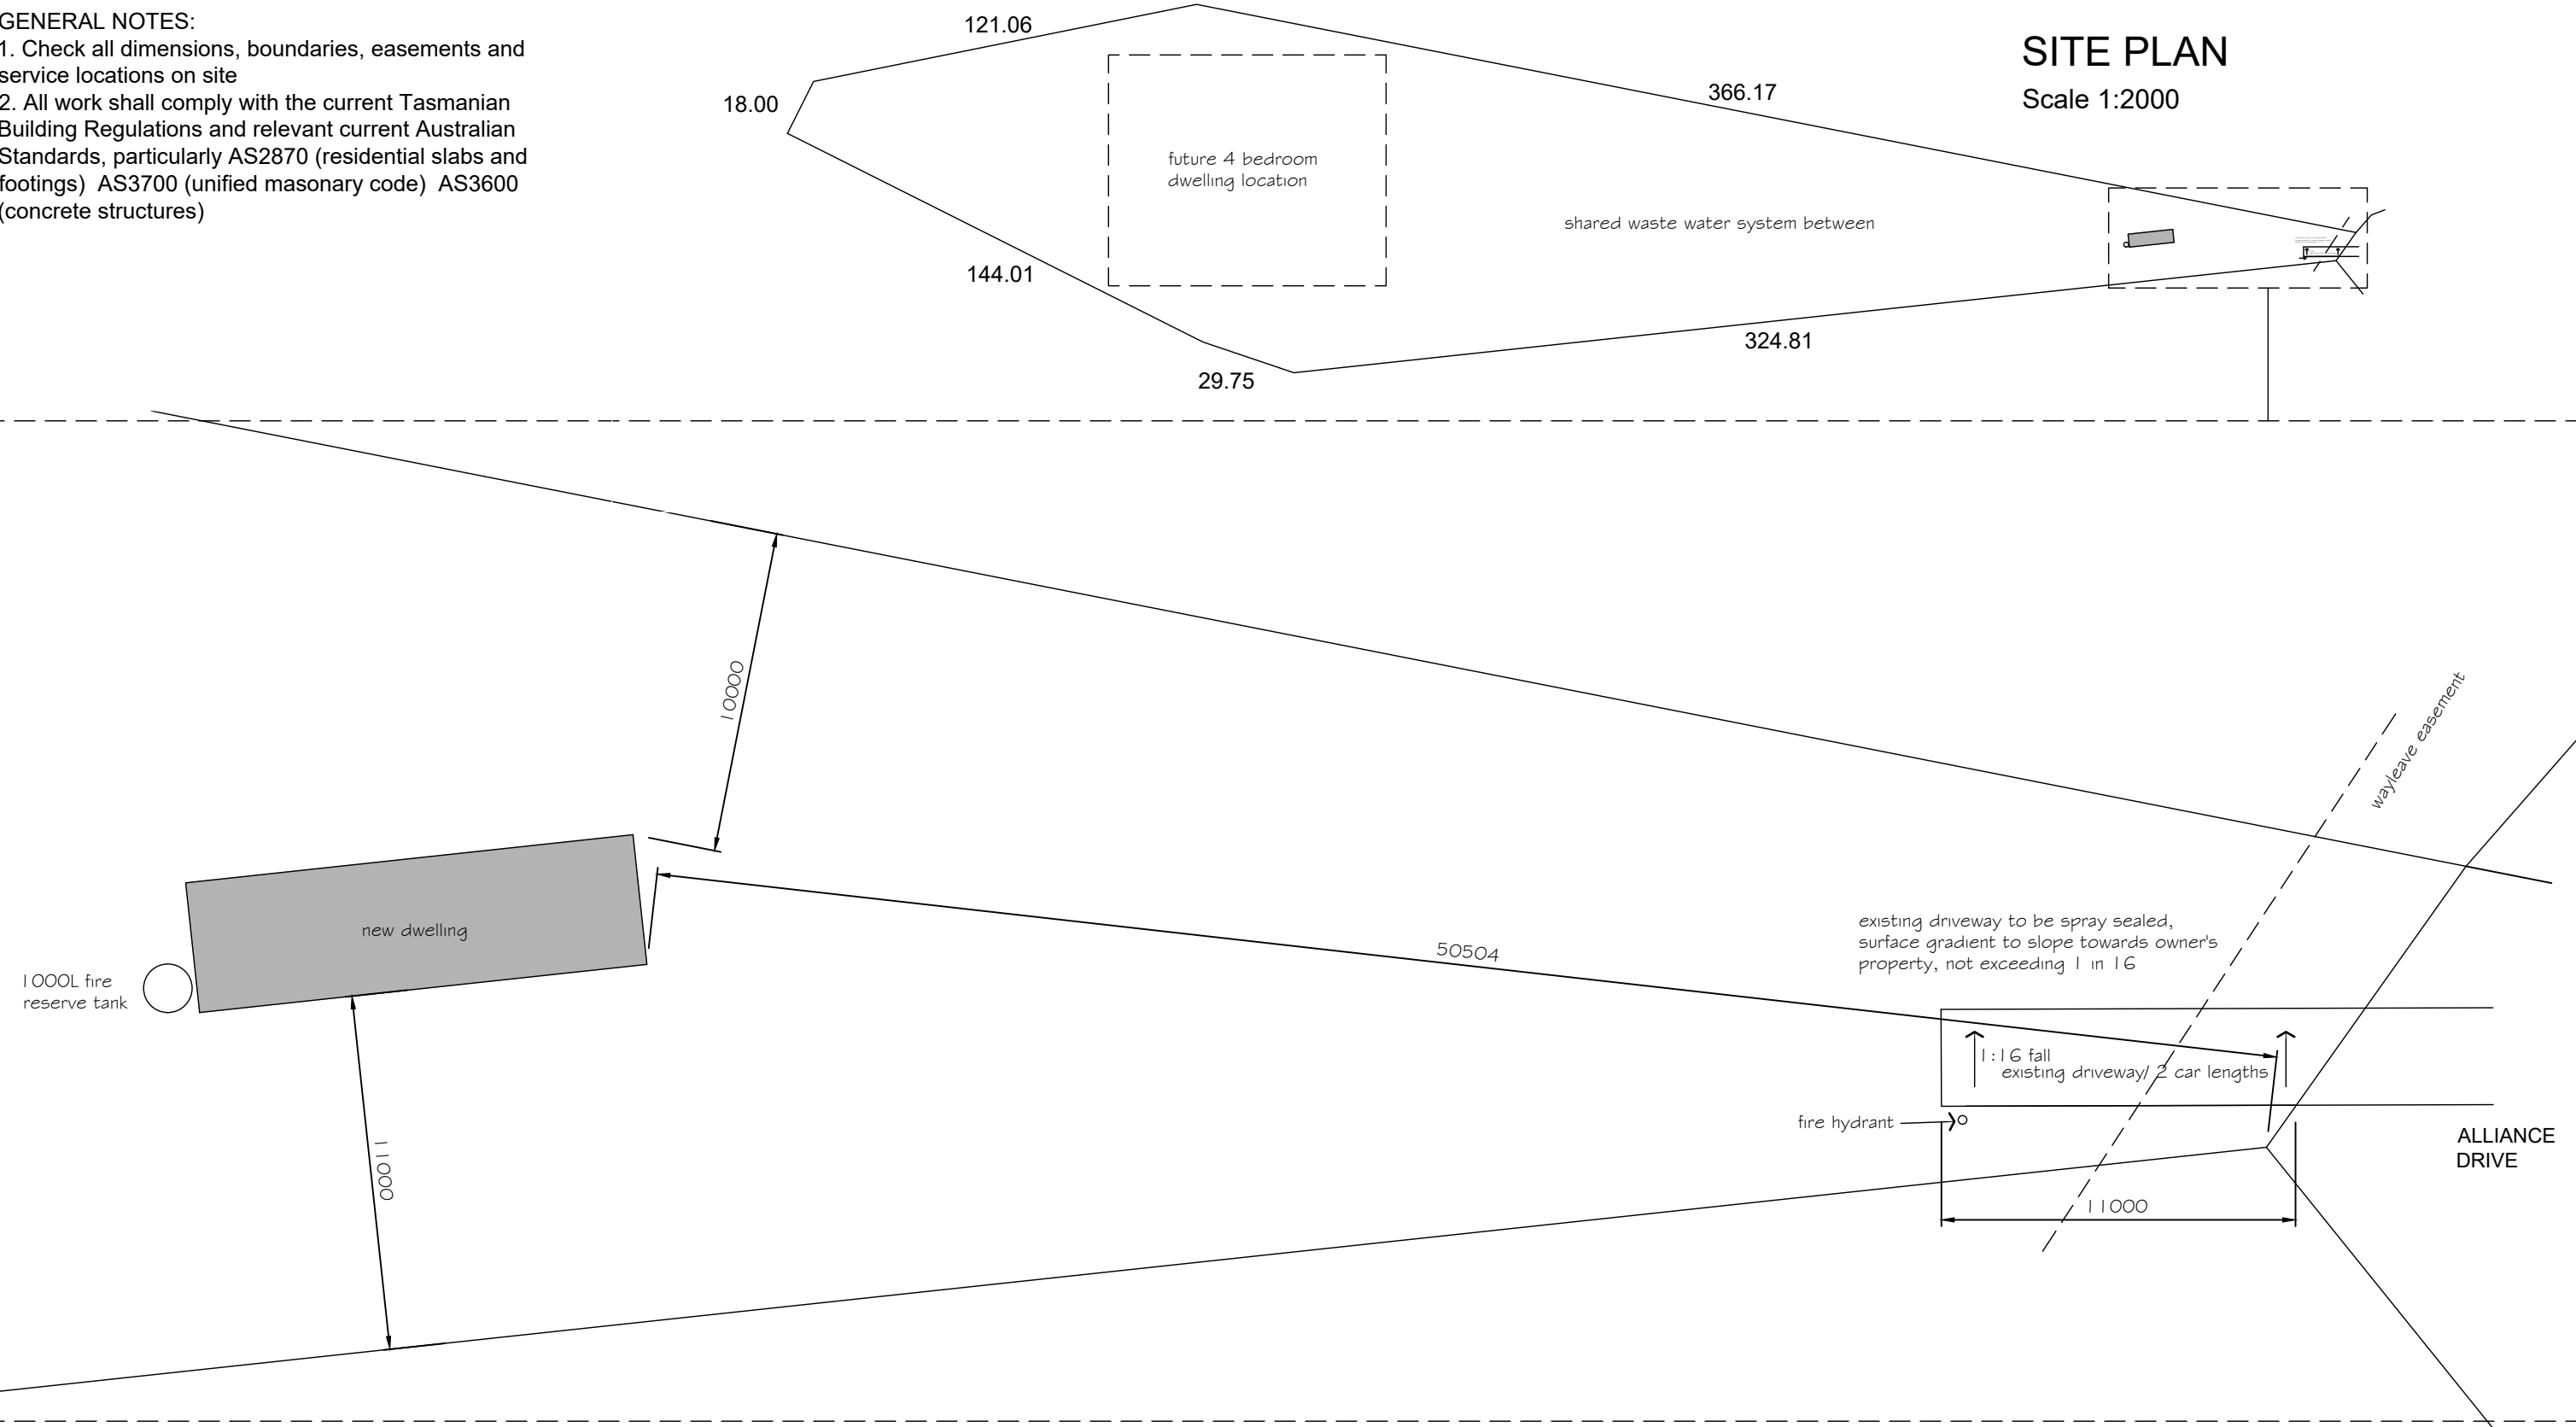 GENERAL NOTES:
1. Check all dimensions, boundaries, easements and
service locations on site
2. All work shall comply with the current Tasmanian
Building Regulations and relevant current Australian
Standards, particularly AS2870 (residential slabs and
footings) AS3700 (unified masonary code) AS3600
(concrete structures)
121.06
18.00
366.17
SITE PLAN
Scale 1:2000
future 4 bedroom
dwelling location
shared waste water system between
144.01
324.81
29.75
10000
wayleave easement
new dwelling
50504
existing driveway to be spray sealed,
surface gradient to slope towards owner's
property, not exceeding 1 in 16
1000L fire
reserve tank
1:16 fall
existing driveway/ 2 car lengths
fire hydrant
ALLIANCE
DRIVE
11000
11000